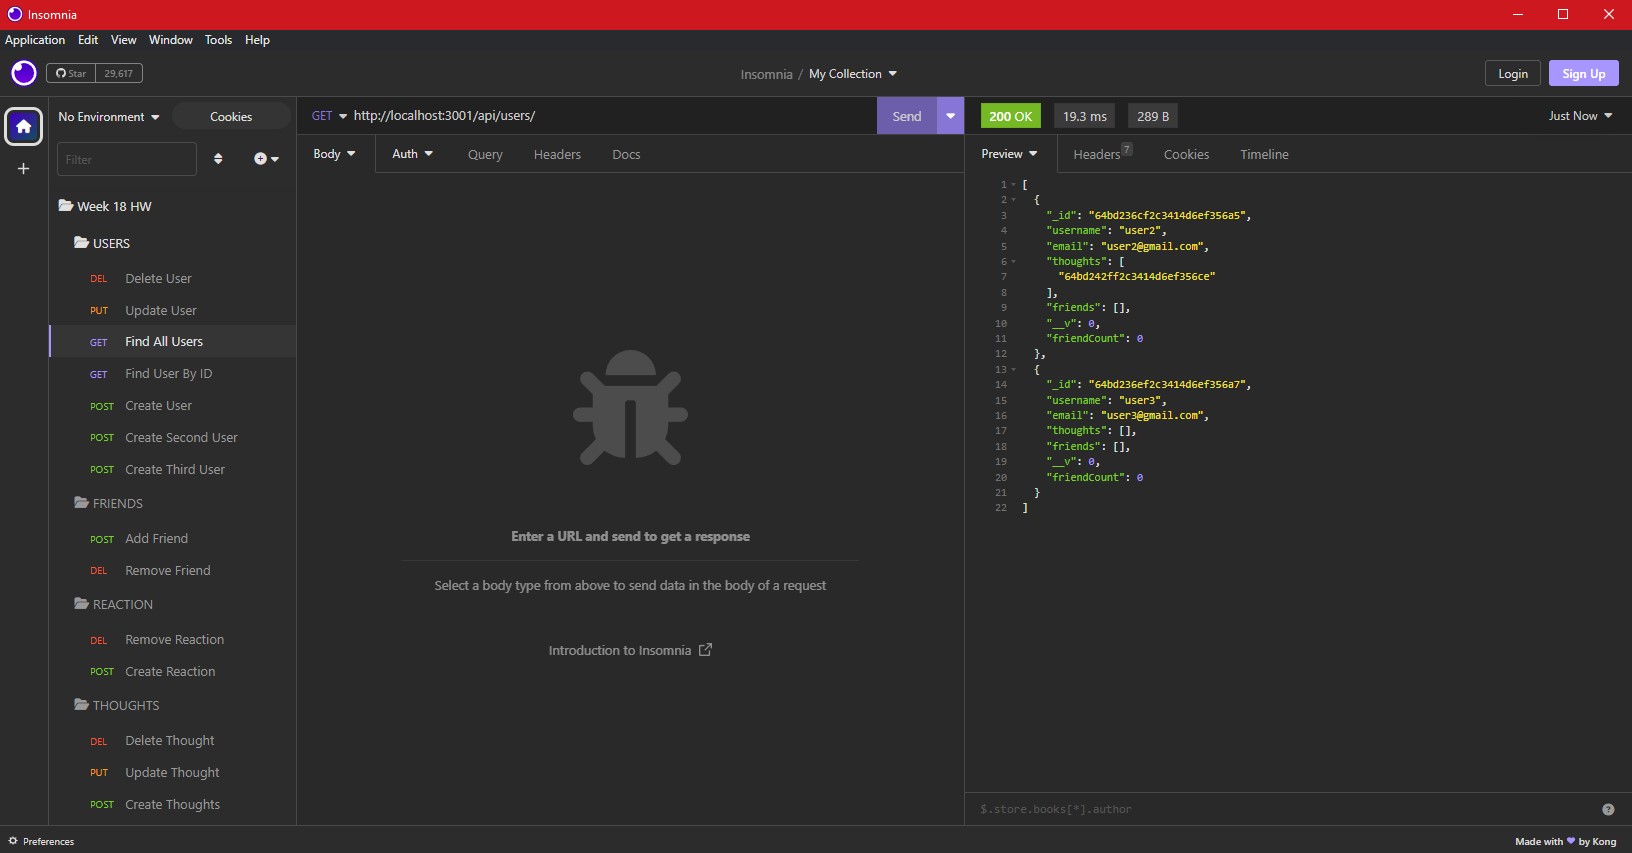 Insomnia
Application Edit View Window Tools Help
Star 29,617
Insomnia / My Collection
Login Sign Up
No Environment Cookies
GET http://localhost:3001/api/users/ Send
200 OK 19.3 ms 289 B Just Now
Filter
Body Auth Query Headers Docs
Preview Headers 7 Cookies Timeline
Week 18 HW
USERS
DEL Delete User
PUT Update User
GET Find All Users
GET Find User By ID
POST Create User
POST Create Second User
POST Create Third User
FRIENDS
POST Add Friend
DEL Remove Friend
REACTION
DEL Remove Reaction
POST Create Reaction
THOUGHTS
DEL Delete Thought
PUT Update Thought
POST Create Thoughts
Enter a URL and send to get a response
Select a body type from above to send data in the body of a request
Introduction to Insomnia
1 [
2 {
3 "_id": "64bd236cf2c3414d6ef356a5",
4 "username": "user2",
5 "email": "user2@gmail.com",
6 "thoughts": [
7 "64bd242ff2c3414d6ef356ce"
8 ],
9 "friends": [],
10 "__v": 0,
11 "friendCount": 0
12 },
13 {
14 "_id": "64bd236ef2c3414d6ef356a7",
15 "username": "user3",
16 "email": "user3@gmail.com",
17 "thoughts": [],
18 "friends": [],
19 "__v": 0,
20 "friendCount": 0
21 }
22 ]
$.store.books[*].author
Preferences
Made with ♥ by Kong